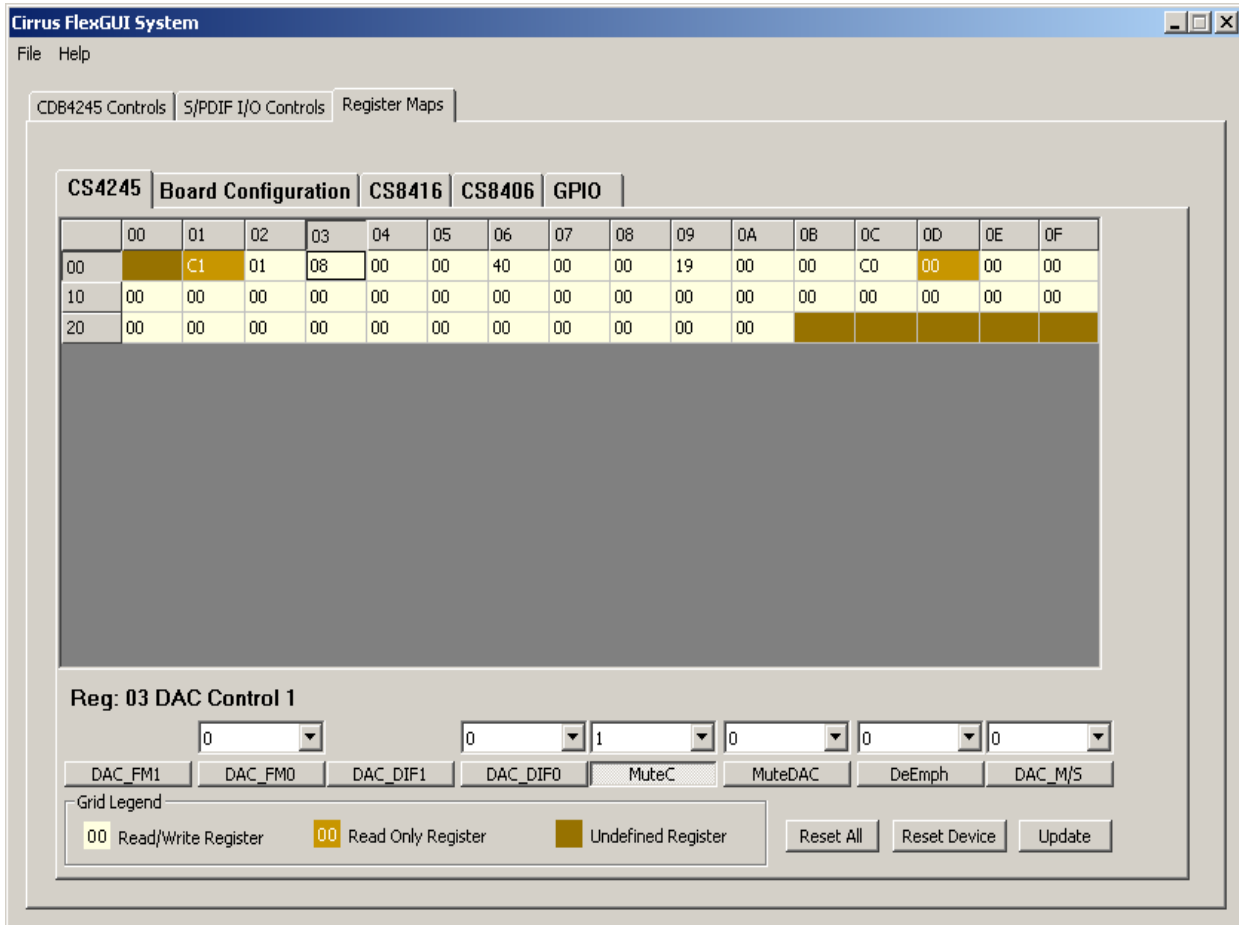 Cirrus FlexGUI System
File Help
CDB4245 Controls S/PDIF I/O Controls Register Maps
CS4245 Board Configuration CS8416 CS8406 GPIO
00 01 02 03 04 05 06 07 08 09 0A 0B 0C 0D 0E 0F
00 C1 01 08 00 00 40 00 00 19 00 00 C0 00 00 00
10 00 00 00 00 00 00 00 00 00 00 00 00 00 00 00 00
20 00 00 00 00 00 00 00 00 00 00 00
Reg: 03 DAC Control 1
0 0 1 0 0 0
DAC_FM1 DAC_FM0 DAC_DIF1 DAC_DIF0 MuteC MuteDAC DeEmph DAC_M/S
Grid Legend
00 Read/Write Register 00 Read Only Register Undefined Register Reset All Reset Device Update